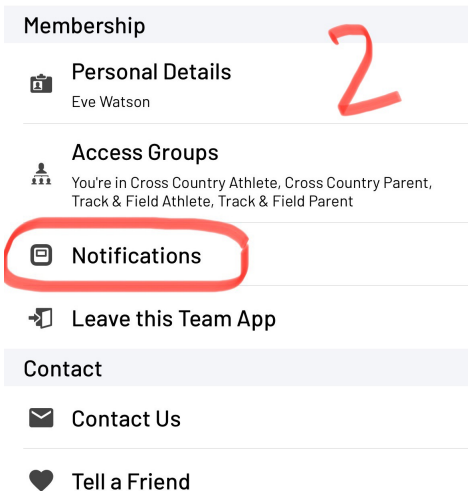 Membership
2
Personal Details
Eve Watson
Access Groups
You're in Cross Country Athlete, Cross Country Parent,
Track & Field Athlete, Track & Field Parent
Notifications
Leave this Team App
Contact
Contact Us
Tell a Friend